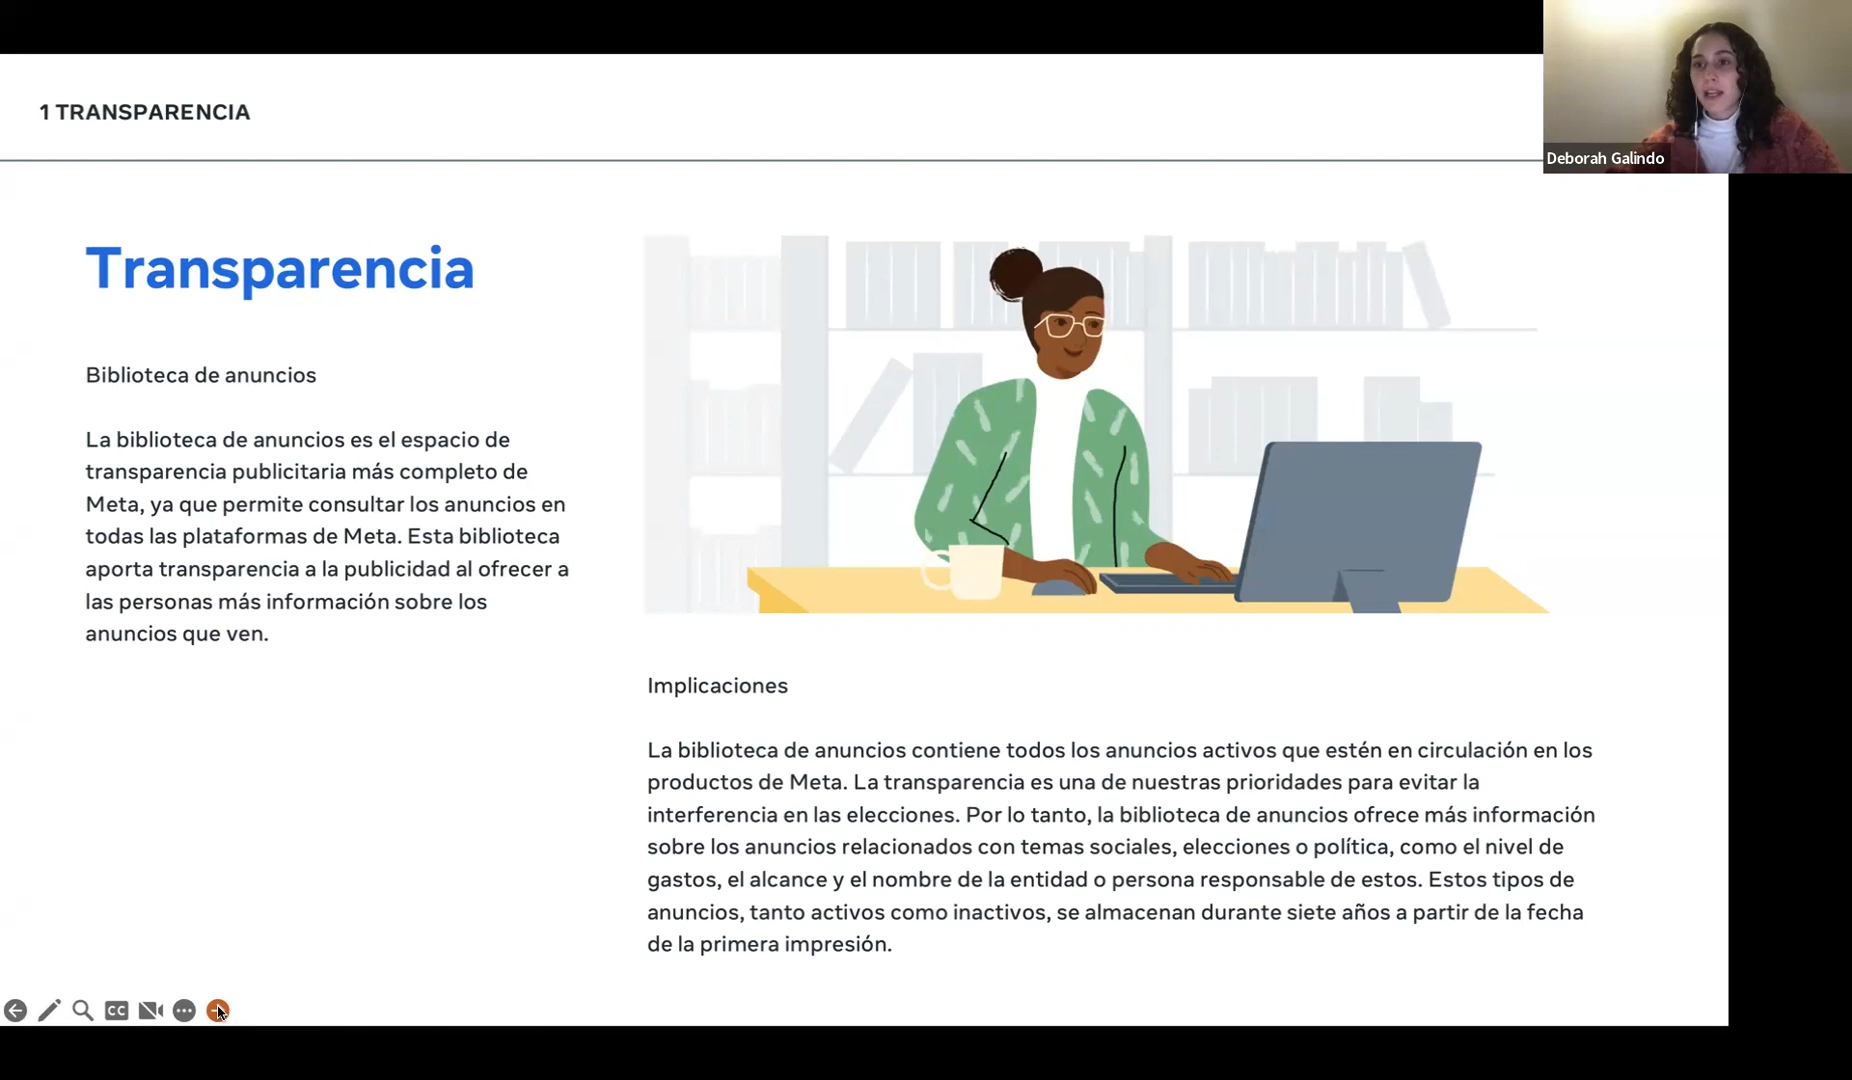 1 TRANSPARENCIA
Deborah Galindo
Transparencia
Biblioteca de anuncios
La biblioteca de anuncios es el espacio de
transparencia publicitaria más completo de
Meta, ya que permite consultar los anuncios en
todas las plataformas de Meta. Esta biblioteca
aporta transparencia a la publicidad al ofrecer a
las personas más información sobre los
anuncios que ven.
Implicaciones
La biblioteca de anuncios contiene todos los anuncios activos que estén en circulación en los
productos de Meta. La transparencia es una de nuestras prioridades para evitar la
interferencia en las elecciones. Por lo tanto, la biblioteca de anuncios ofrece más información
sobre los anuncios relacionados con temas sociales, elecciones o política, como el nivel de
gastos, el alcance y el nombre de la entidad o persona responsable de estos. Estos tipos de
anuncios, tanto activos como inactivos, se almacenan durante siete años a partir de la fecha
de la primera impresión.
CC